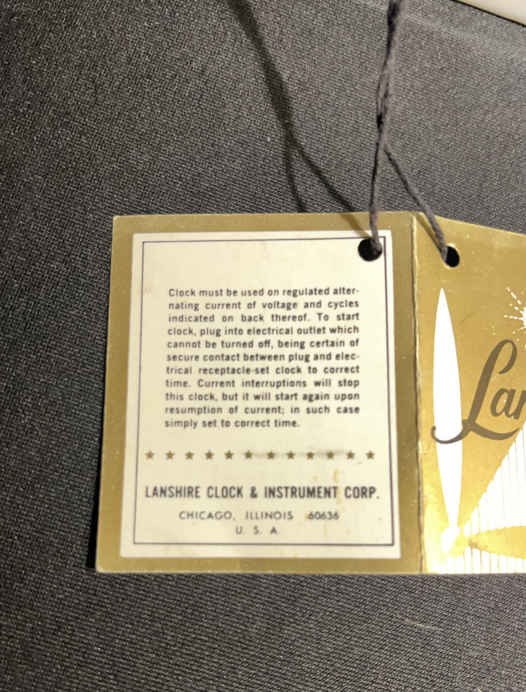 Clock must be used on regulated alter-
nating current of voltage and cycles
indicated on back thereof. To start
clock, plug into electrical outlet which
cannot be turned off, being certain of
secure contact between plug and elec-
trical receptacle-set clock to correct
time. Current interruptions will stop
this clock, but it will start again upon
resumption of current; in such case
simply set to correct time.
LANSHIRE CLOCK & INSTRUMENT CORP.
CHICAGO, ILLINOIS 60636
U. S. A.
Lan